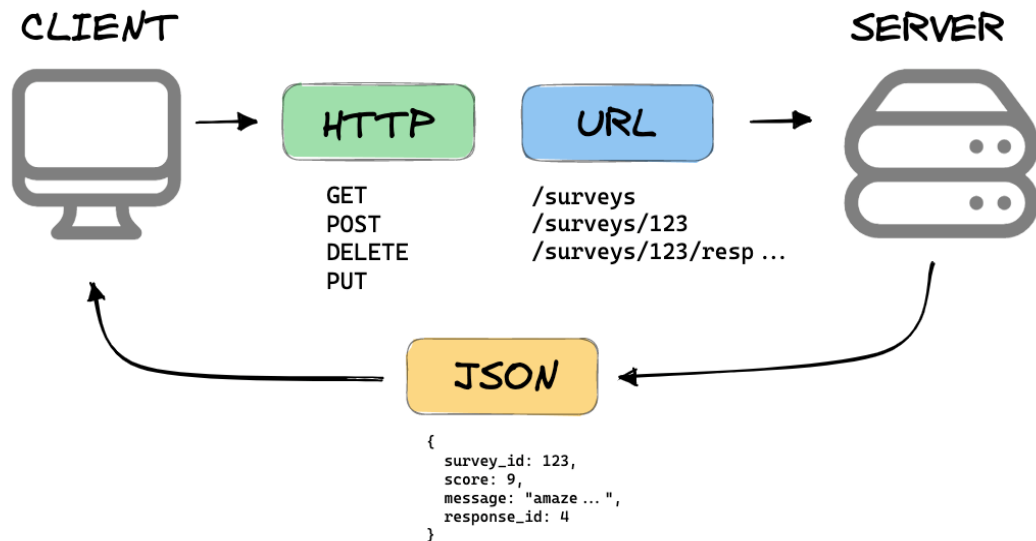 CLIENT
SERVER
HTTP
URL
GET
POST
DELETE
PUT
/surveys
/surveys/123
/surveys/123/resp...
JSON
{
  survey_id: 123,
  score: 9,
  message: "amaze...",
  response_id: 4
}